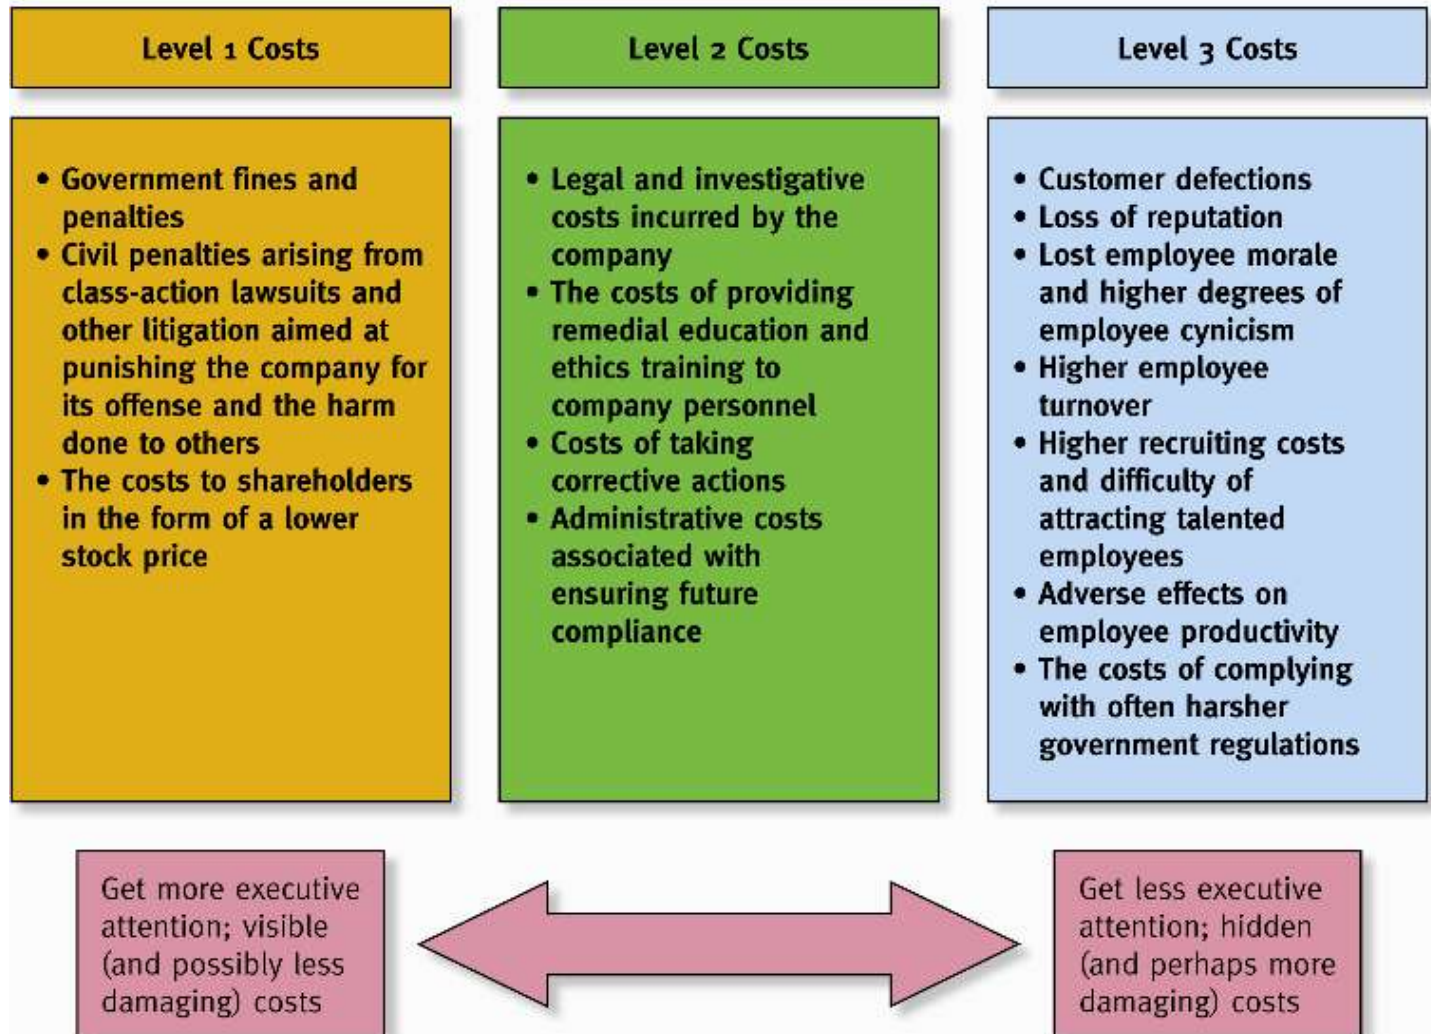 Level 1 Costs
• Government fines and
penalties
• Civil penalties arising from
class-action lawsuits and
other litigation aimed at
punishing the company for
its offense and the harm
done to others
• The costs to shareholders
in the form of a lower
stock price
Level 2 Costs
• Legal and investigative
costs incurred by the
company
• The costs of providing
remedial education and
ethics training to
company personnel
• Costs of taking
corrective actions
• Administrative costs
associated with
ensuring future
compliance
Level 3 Costs
• Customer defections
• Loss of reputation
• Lost employee morale
and higher degrees of
employee cynicism
• Higher employee
turnover
• Higher recruiting costs
and difficulty of
attracting talented
employees
• Adverse effects on
employee productivity
• The costs of complying
with often harsher
government regulations
Get more executive
attention; visible
(and possibly less
damaging) costs
Get less executive
attention; hidden
(and perhaps more
damaging) costs